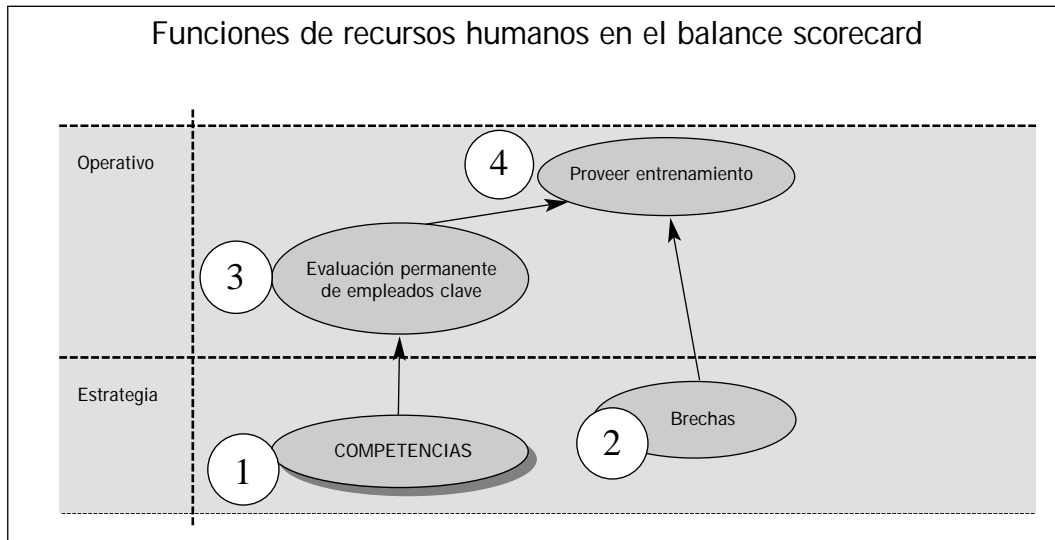 Funciones de recursos humanos en el balance scorecard
Operativo
4
Proveer entrenamiento
3
Evaluación permanente
de empleados clave
Estrategia
1
COMPETENCIAS
2
Brechas